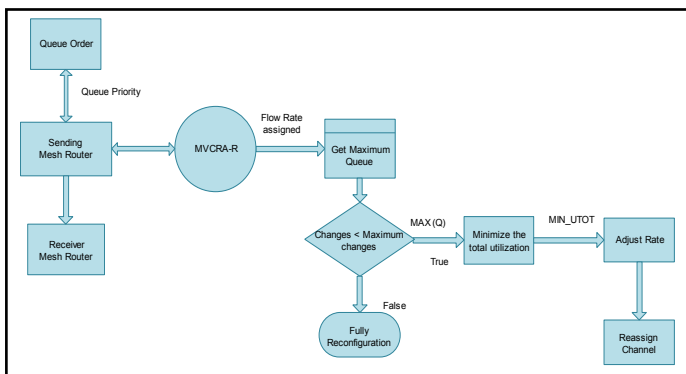 Queue Order
Queue Priority
Sending
Mesh Router
Receiver
Mesh Router
MVCRA-R
Flow Rate
assigned
Get Maximum
Queue
Changes < Maximum
changes
MAX(Q)
True
False
Fully
Reconfiguration
Minimize the
total utilization
MIN_UTOT
Adjust Rate
Reassign
Channel